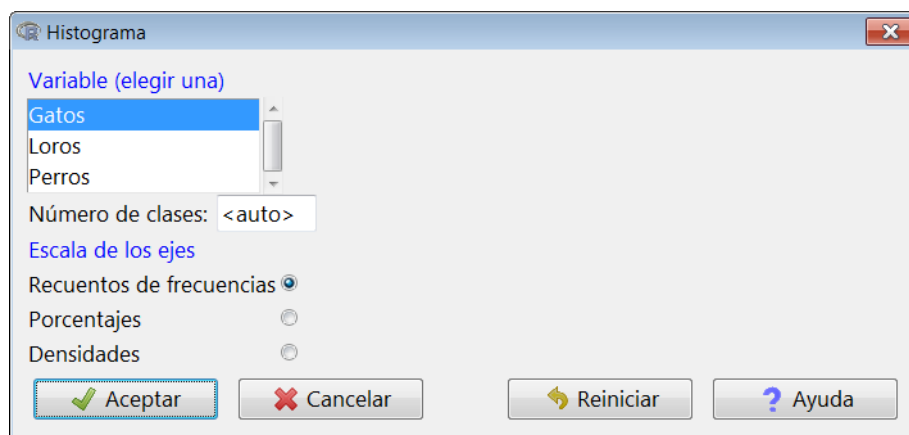 Histograma
Variable (elegir una)
Gatos
Loros
Perros
Número de clases: <auto>
Escala de los ejes
Recuentos de frecuencias
Porcentajes
Densidades
Aceptar Cancelar Reiniciar Ayuda